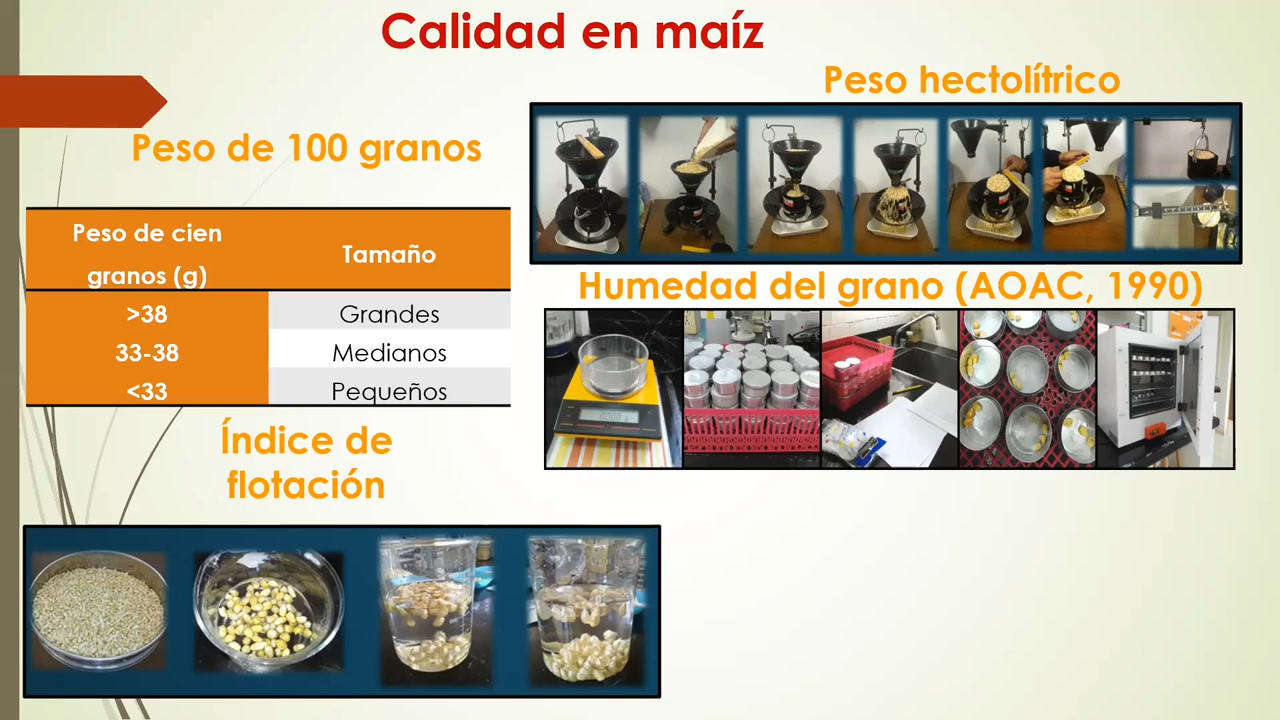 Calidad en maíz
Peso hectolítrico
Peso de 100 granos
Peso de cien
granos (g)
Tamaño
>38
Grandes
33-38
Medianos
<33
Pequeños
Humedad del grano (AOAC, 1990)
Índice de
flotación